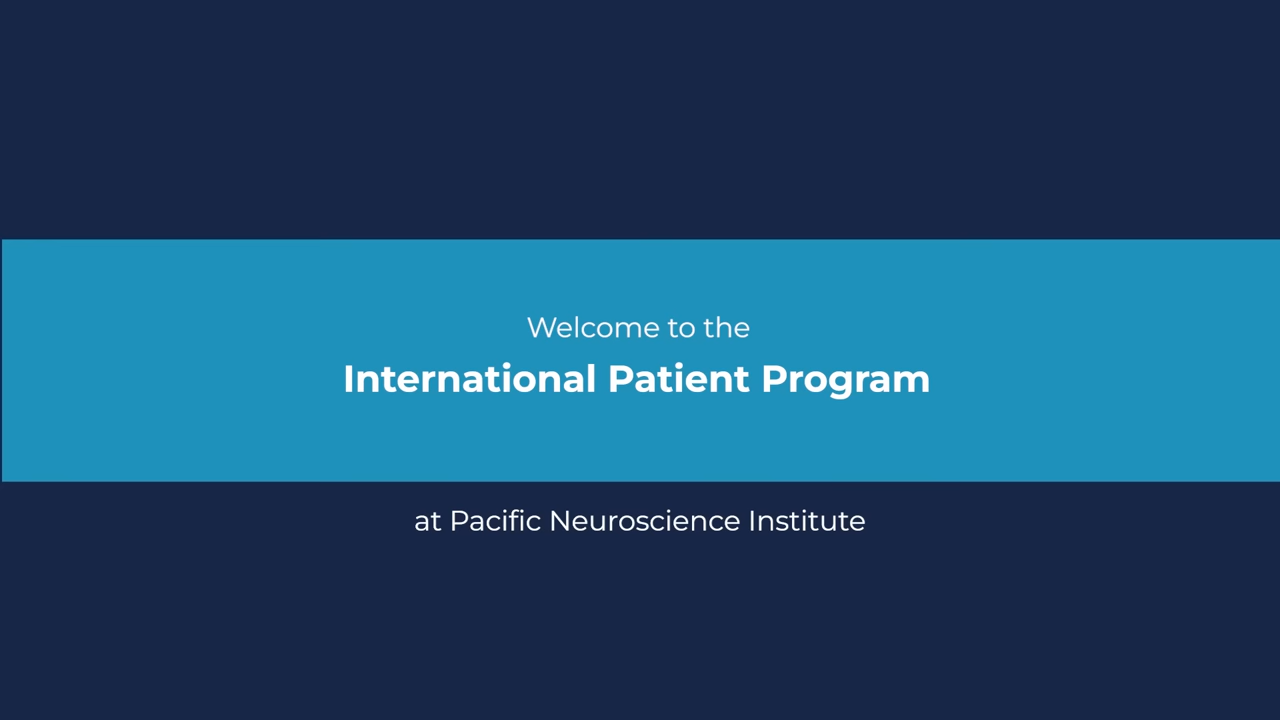 Welcome to the
International Patient Program
at Pacific Neuroscience Institute